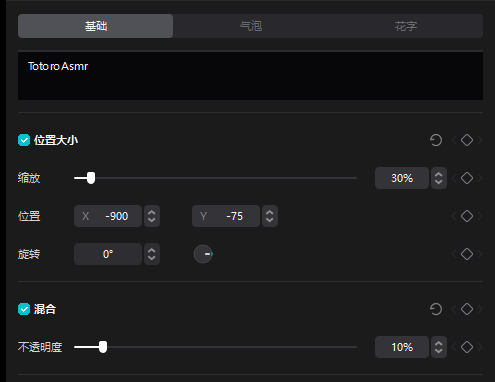 基础 气泡 花字
Totoro Asmr
位置大小
缩放 30%
位置 X -900 Y -75
旋转 0°
混合
不透明度 10%